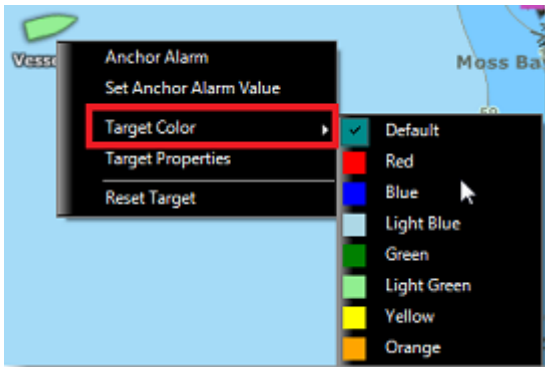 Anchor Alarm
Set Anchor Alarm Value
Target Color
Target Properties
Reset Target
Moss Ba
Default
Red
Blue
Light Blue
Green
Light Green
Yellow
Orange